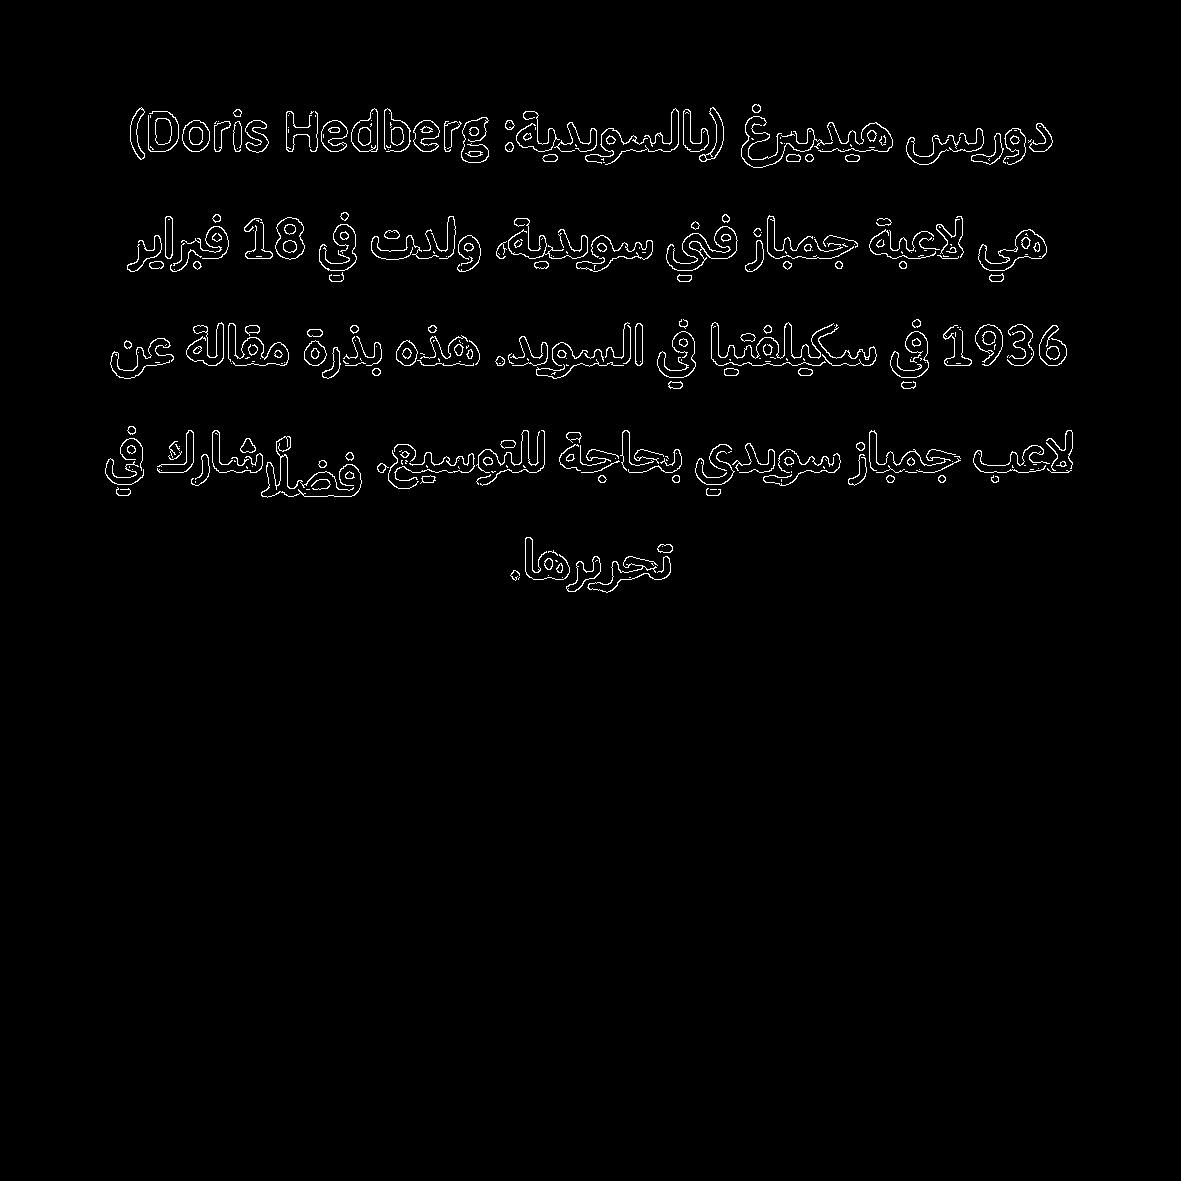 دوريس هيدبيرغ (بالسويدية: Doris Hedberg)
هي لاعبة جمباز فني سويدية، ولدت في 18 فبراير
1936 في سكيلفتيا في السويد. هذه بذرة مقالة عن
لاعب جمباز سويدي بحاجة للتوسيع. فضلًا شارك في
تحريرها.